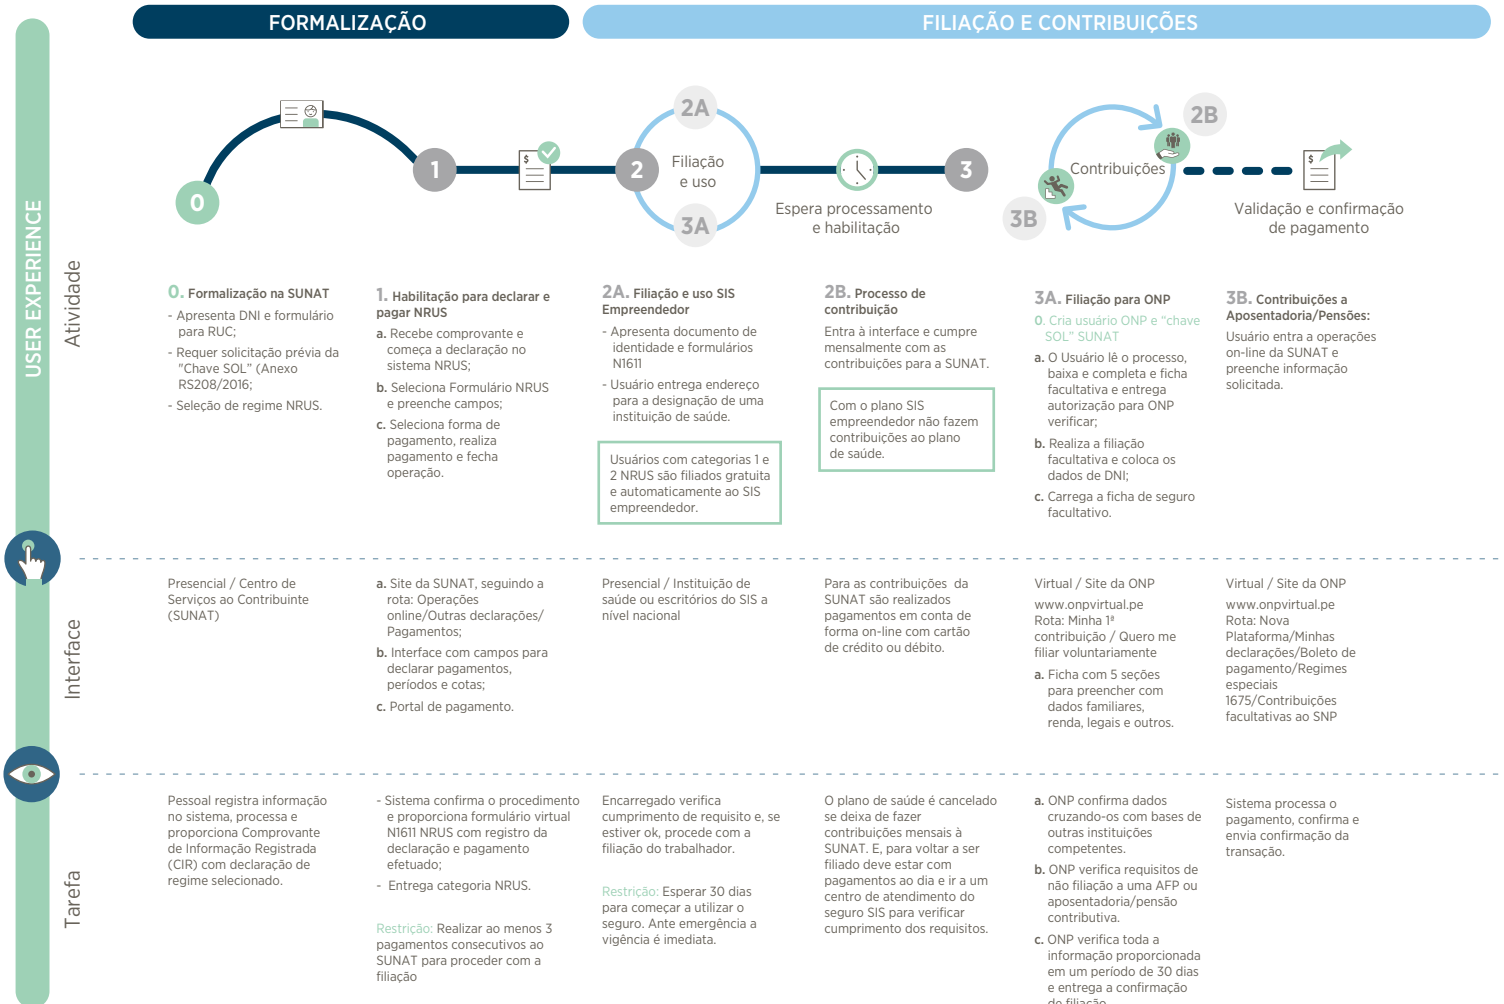 FORMALIZAÇÃO
FILIAÇÃO E CONTRIBUIÇÕES
USER EXPERIENCE
Atividade
0
1
2
2A
3A
Filiação
e uso
3
Espera processamento
e habilitação
2B
3B
Contribuições
$
$
Validação e confirmação
de pagamento
0. Formalização na SUNAT
- Apresenta DNI e formulário
para RUC;
- Requer solicitação prévia da
"Chave SOL” (Anexo
RS208/2016;
- Seleção de regime NRUS.
1. Habilitação para declarar e
pagar NRUS
a. Recebe comprovante e
começa a declaração no
sistema NRUS;
b. Seleciona Formulário NRUS
e preenche campos;
c. Seleciona forma de
pagamento, realiza
pagamento e fecha
operação.
2A. Filiação e uso SIS
Empreendedor
- Apresenta documento de
identidade e formulários
N1611
- Usuário entrega endereço
para a designação de uma
instituição de saúde.
Usuários com categorias 1 e
2 NRUS são filiados gratuita
e automaticamente ao SIS
empreendedor.
2B. Processo de
contribuição
Entra à interface e cumpre
mensalmente com as
contribuições para a SUNAT.
Com o plano SIS
empreendedor não fazem
contribuições ao plano
de saúde.
3A. Filiação para ONP
0. Cria usuário ONP e “chave
SOL” SUNAT
a. O Usuário lê o processo,
baixa e completa e ficha
facultativa e entrega
autorização para ONP
verificar;
b. Realiza a filiação
facultativa e coloca os
dados de DNI;
c. Carrega a ficha de seguro
facultativo.
3B. Contribuições a
Aposentadoria/Pensões:
Usuário entra a operações
on-line da SUNAT e
preenche informação
solicitada.
Interface
Presencial / Centro de
Serviços ao Contribuinte
(SUNAT)
a. Site da SUNAT, seguindo a
rota: Operações
online/Outras declarações/
Pagamentos;
b. Interface com campos para
declarar pagamentos,
períodos e cotas;
c. Portal de pagamento.
Presencial / Instituição de
saúde ou escritórios do SIS a
nível nacional
Para as contribuições da
SUNAT são realizados
pagamentos em conta de
forma on-line com cartão
de crédito ou débito.
Virtual / Site da ONP
www.onpvirtual.pe
Rota: Minha 1ª
contribuição / Quero me
filiar voluntariamente
a. Ficha com 5 seções
para preencher com
dados familiares,
renda, legais e outros.
Virtual / Site da ONP
www.onpvirtual.pe
Rota: Nova
Plataforma/Minhas
declarações/Boleto de
pagamento/Regimes
especiais
1675/Contribuições
facultativas ao SNP
Tarefa
Pessoal registra informação
no sistema, processa e
proporciona Comprovante
de Informação Registrada
(CIR) com declaração de
regime selecionado.
- Sistema confirma o procedimento
e proporciona formulário virtual
N1611 NRUS com registro da
declaração e pagamento
efetuado;
- Entrega categoria NRUS.
Restrição: Realizar ao menos 3
pagamentos consecutivos ao
SUNAT para proceder com a
filiação
Encarregado verifica
cumprimento de requisito e, se
estiver ok, procede com a
filiação do trabalhador.
Restrição: Esperar 30 dias
para começar a utilizar o
seguro. Ante emergência a
vigência é imediata.
O plano de saúde é cancelado
se deixa de fazer
contribuições mensais à
SUNAT. E, para voltar a ser
filiado deve estar com
pagamentos ao dia e ir a um
centro de atendimento do
seguro SIS para verificar
cumprimento dos requisitos.
a. ONP confirma dados
cruzando-os com bases de
outras instituições
competentes.
b. ONP verifica requisitos de
não filiação a uma AFP ou
aposentadoria/pensão
contributiva.
c. ONP verifica toda a
informação proporcionada
em um período de 30 dias
e entrega a confirmação
de filiação.
Sistema processa o
pagamento, confirma e
envia confirmação da
transação.